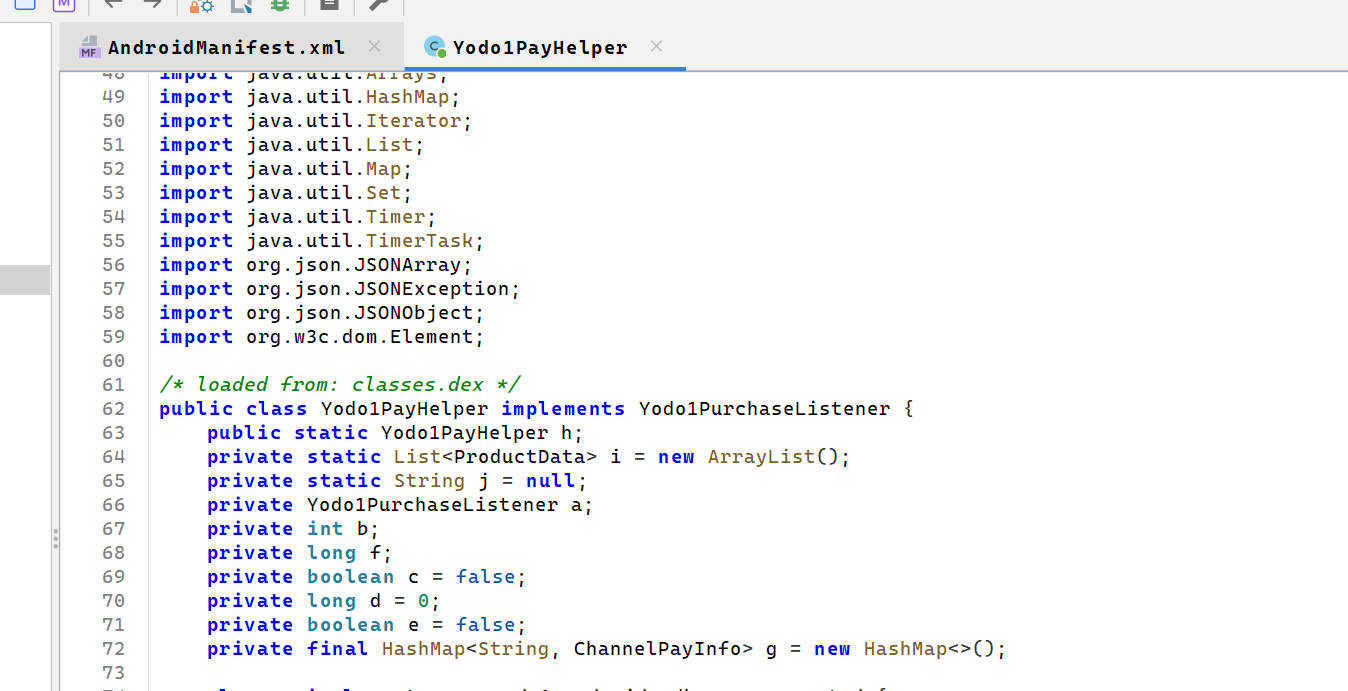 AndroidManifest.xml
Yodo1PayHelper
48 import java.util.Arrays;
49 import java.util.HashMap;
50 import java.util.Iterator;
51 import java.util.List;
52 import java.util.Map;
53 import java.util.Set;
54 import java.util.Timer;
55 import java.util.TimerTask;
56 import org.json.JSONArray;
57 import org.json.JSONException;
58 import org.json.JSONObject;
59 import org.w3c.dom.Element;
60
61 /* loaded from: classes.dex */
62 public class Yodo1PayHelper implements Yodo1PurchaseListener {
63 public static Yodo1PayHelper h;
64 private static List<ProductData> i = new ArrayList();
65 private static String j = null;
66 private Yodo1PurchaseListener a;
67 private int b;
68 private long f;
69 private boolean c = false;
70 private long d = 0;
71 private boolean e = false;
72 private final HashMap<String, ChannelPayInfo> g = new HashMap<>();
73